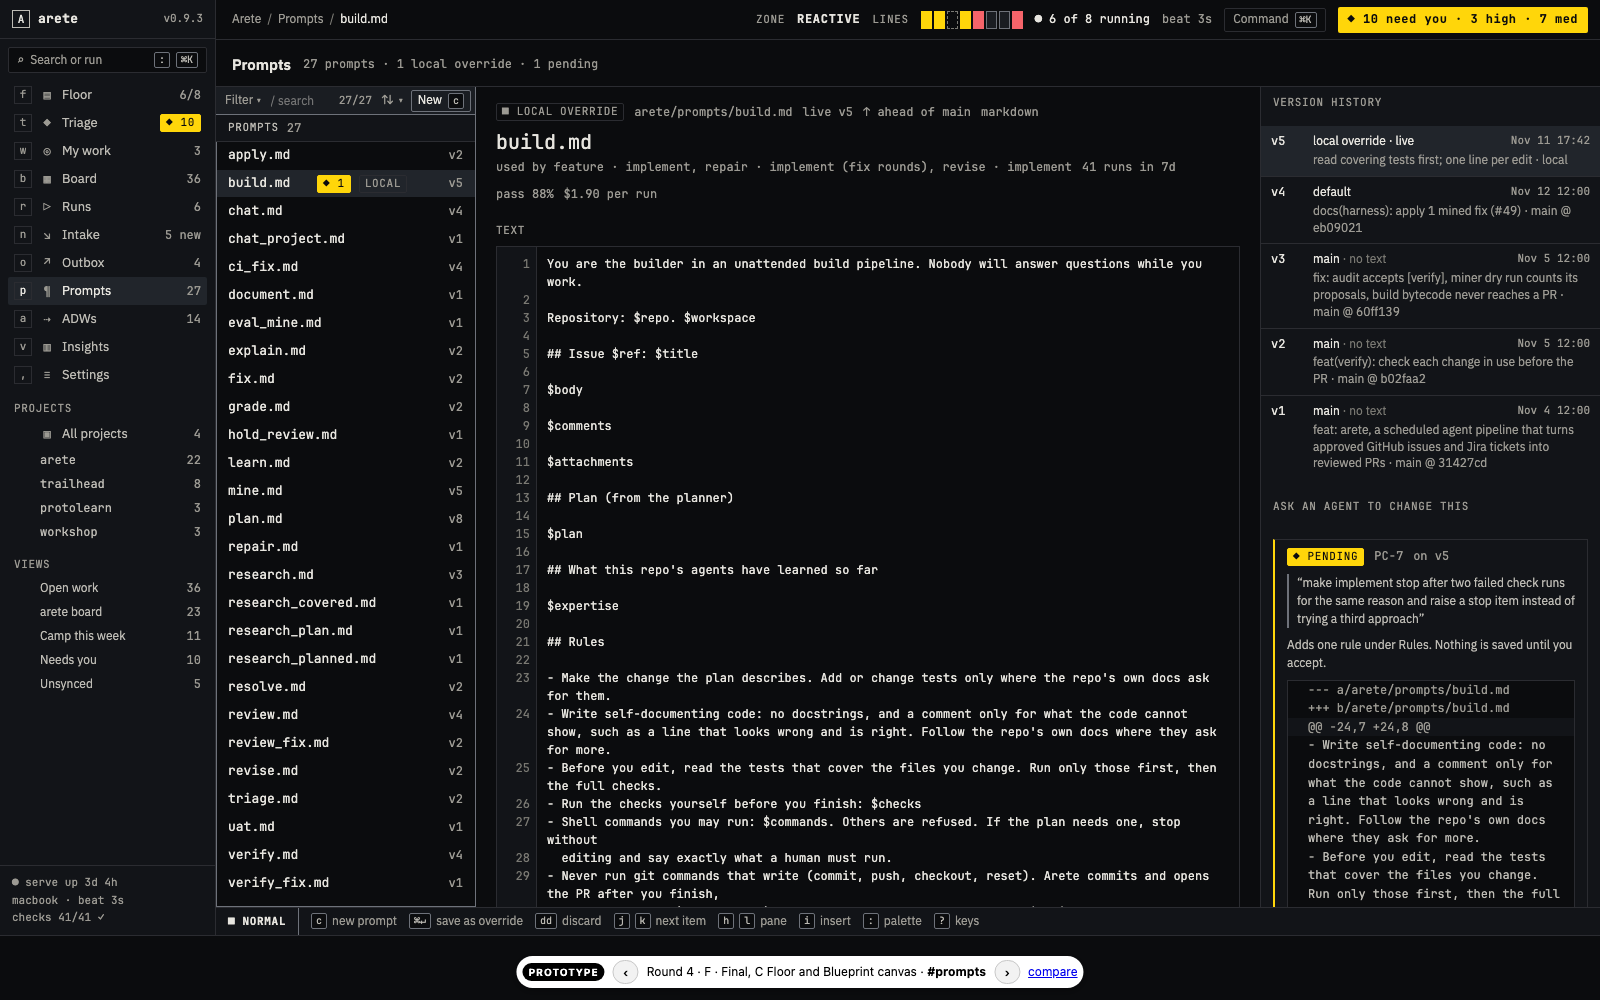 A arete v0.9.3
Arete / Prompts / build.md
ZONE REACTIVE LINES 6 of 8 running beat 3s Command ⌘K ◆ 10 need you · 3 high · 7 med
Search or run : ⌘K
Prompts 27 prompts · 1 local override · 1 pending
f Floor 6/8
t Triage ◆ 10
w My work 3
b Board 36
r Runs 6
n Intake 5 new
o Outbox 4
p Prompts 27
a ADWs 14
v Insights
, Settings
PROJECTS
All projects 4
arete 22
trailhead 8
protolearn 3
workshop 3
VIEWS
Open work 36
arete board 23
Camp this week 11
Needs you 10
Unsynced 5
serve up 3d 4h
macbook · beat 3s
checks 41/41 ✓
Filter / search 27/27 New c
PROMPTS 27
apply.md v2
build.md ◆ 1 LOCAL v5
chat.md v4
chat_project.md v1
ci_fix.md v4
document.md v1
eval_mine.md v1
explain.md v2
fix.md v2
grade.md v2
hold_review.md v1
learn.md v2
mine.md v5
plan.md v8
repair.md v1
research.md v3
research_covered.md v1
research_plan.md v1
research_planned.md v1
resolve.md v2
review.md v4
review_fix.md v2
revise.md v2
triage.md v2
uat.md v1
verify.md v4
verify_fix.md v1
LOCAL OVERRIDE arete/prompts/build.md live v5 ↑ ahead of main markdown
build.md
used by feature · implement, repair · implement (fix rounds), revise · implement 41 runs in 7d
pass 88% $1.90 per run
TEXT
1 You are the builder in an unattended build pipeline. Nobody will answer questions while you
work.
2
3 Repository: $repo. $workspace
4
5 ## Issue $ref: $title
6
7 $body
8
9 $comments
10
11 $attachments
12
13 ## Plan (from the planner)
14
15 $plan
16
17 ## What this repo's agents have learned so far
18
19 $expertise
20
21 ## Rules
22
23 - Make the change the plan describes. Add or change tests only where the repo's own docs ask
for them.
24 - Write self-documenting code: no docstrings, and a comment only for what the code cannot
show, such as a line that looks wrong and is right. Follow the repo's own docs where they ask
for more.
25 - Before you edit, read the tests that cover the files you change. Run only those first, then
the full checks.
26 - Run the checks yourself before you finish: $checks
27 - Shell commands you may run: $commands. Others are refused. If the plan needs one, stop
without
28 editing and say exactly what a human must run.
29 - Never run git commands that write (commit, push, checkout, reset). Arete commits and opens
the PR after you finish,
VERSION HISTORY
v5 local override · live Nov 11 17:42
read covering tests first; one line per edit · local
v4 default Nov 12 12:00
docs(harness): apply 1 mined fix (#49) · main @
eb09021
v3 main · no text Nov 5 12:00
fix: audit accepts [verify], miner dry run counts its
proposals, build bytecode never reaches a PR ·
main @ 60ff139
v2 main · no text Nov 5 12:00
feat(verify): check each change in use before the
PR · main @ b02faa2
v1 main · no text Nov 4 12:00
feat: arete, a scheduled agent pipeline that turns
approved GitHub issues and Jira tickets into
reviewed PRs · main @ 31427cd
ASK AN AGENT TO CHANGE THIS
◆ PENDING PC-7 on v5
“make implement stop after two failed check runs
for the same reason and raise a stop item instead of
trying a third approach”
Adds one rule under Rules. Nothing is saved until you
accept.
--- a/arete/prompts/build.md
+++ b/arete/prompts/build.md
@@ -24,7 +24,8 @@
- Write self-documenting code: no
docstrings, and a comment only for
what the code cannot show, such as
a line that looks wrong and is
right. Follow the repo's own docs
where they ask for more.
- Before you edit, read the tests
that cover the files you change.
Run only those first, then the full
NORMAL c new prompt ⌘↵ save as override dd discard j k next item h l pane i insert : palette ? keys
PROTOTYPE ‹ Round 4 · F · Final, C Floor and Blueprint canvas · #prompts › compare